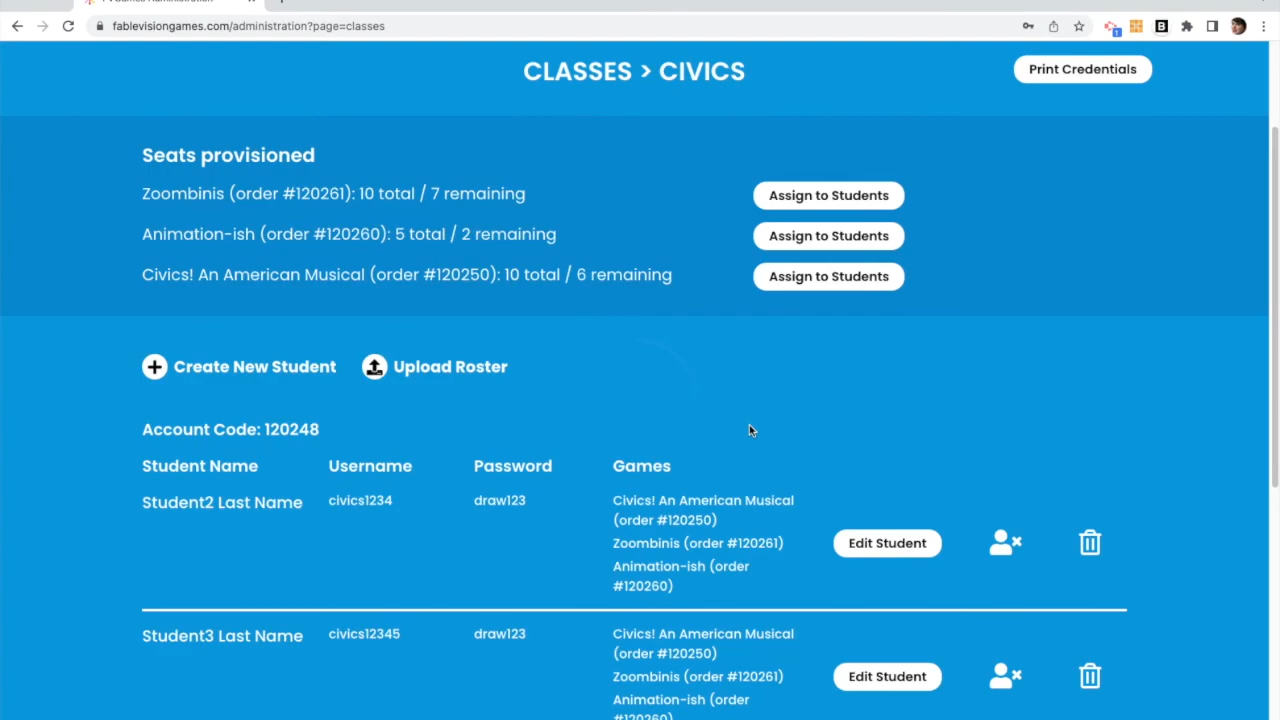 fablevisiongames.com/administration?page=classes
1
B
CLASSES > CIVICS
Print Credentials
Seats provisioned
Zoombinis (order #120261): 10 total / 7 remaining
Assign to Students
Animation-ish (order #120260): 5 total / 2 remaining
Assign to Students
Civics! An American Musical (order #120250): 10 total / 6 remaining
Assign to Students
Create New Student
Upload Roster
Account Code: 120248
Student Name Username Password Games
Student2 Last Name civics1234 draw123 Civics! An American Musical
(order #120250)
Zoombinis (order #120261)
Edit Student
Animation-ish (order
#120260)
Student3 Last Name civics12345 draw123 Civics! An American Musical
(order #120250)
Zoombinis (order #120261)
Edit Student
Animation-ish (order
#120260)